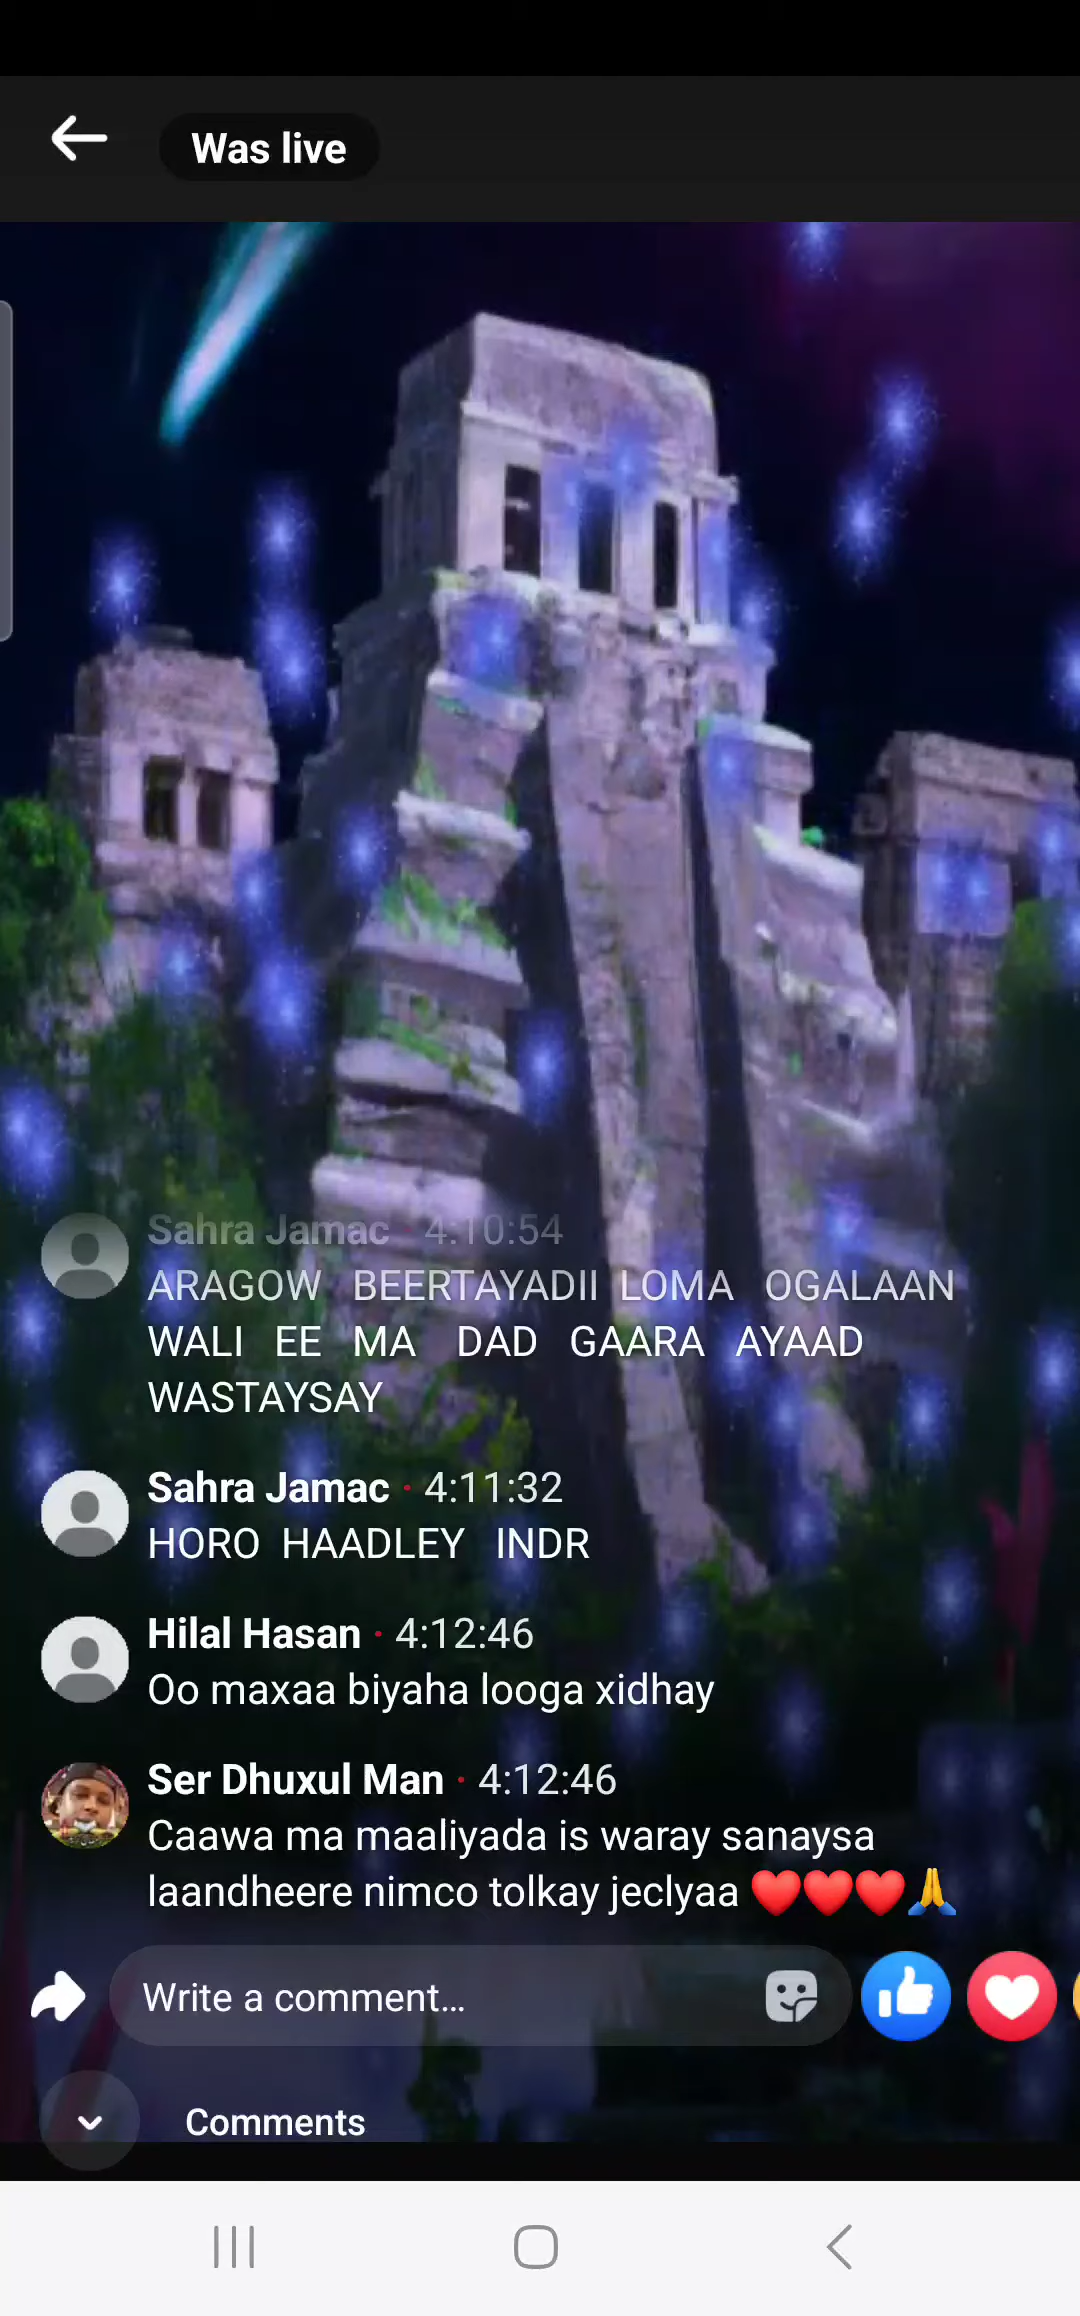 Was live
Sahra Jamac · 4:10:54
ARAGOW BEERTAYADII LOMA OGALAAN
WALI EE MA DAD GAARA AYAAD
WASTAYSAY
Sahra Jamac · 4:11:32
HORO HAADLEY INDR
Hilal Hasan · 4:12:46
Oo maxaa biyaha looga xidhay
Ser Dhuxul Man · 4:12:46
Caawa ma maaliyada is waray sanaysa
laandheere nimco tolkay jeclyaa ❤️❤️❤️🙏
Write a comment...
Comments